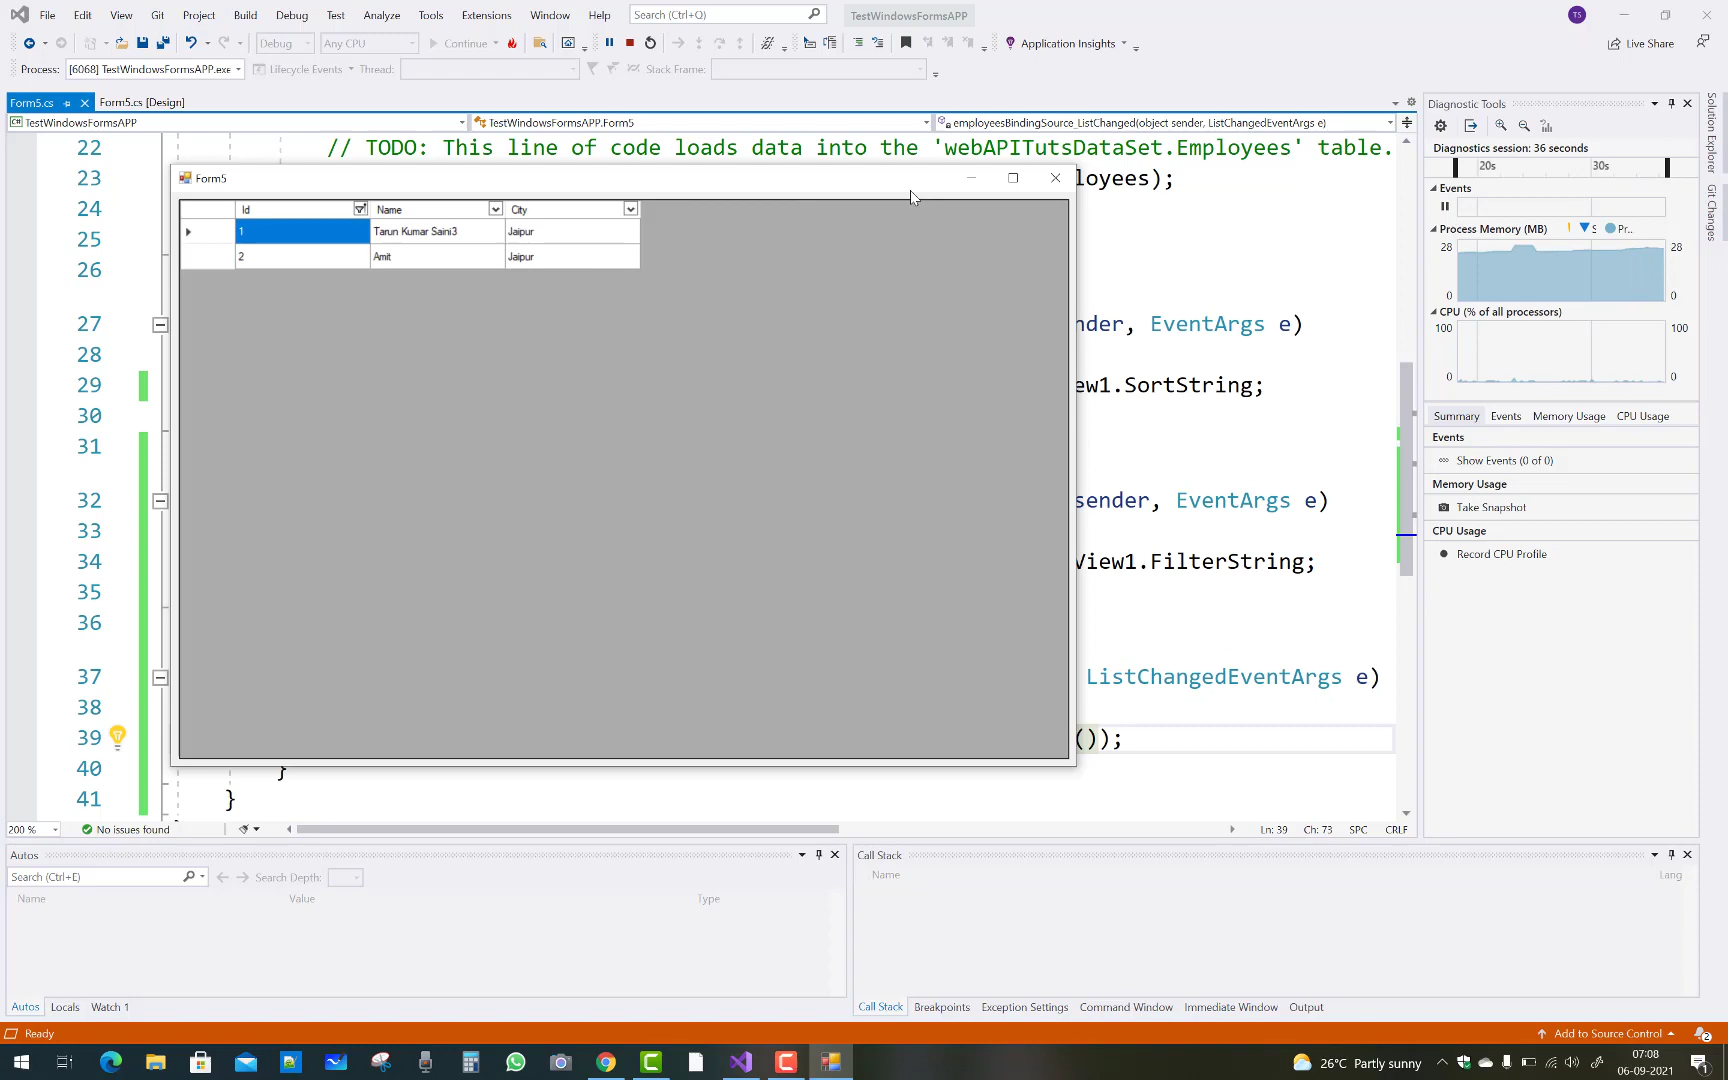 File Edit View Git Project Build Debug Test Analyze Tools Extensions Window Help Search (Ctrl+Q) TestWindowsFormsAPP TS
Debug Any CPU Continue Application Insights Live Share
Process: [6068] TestWindowsFormsAPP.exe Lifecycle Events Thread: Stack Frame:
Form5.cs Form5.cs [Design]
C# TestWindowsFormsAPP TestWindowsFormsAPP.Form5 employeesBindingSource_ListChanged(object sender, ListChangedEventArgs e)
22 // TODO: This line of code loads data into the 'webAPITutsDataSet.Employees' table.
23 loyees);
24
25
26
27 nder, EventArgs e)
28
29 ew1.SortString;
30
31
32 sender, EventArgs e)
33
34 View1.FilterString;
35
36
37 ListChangedEventArgs e)
38
39 ());
40 }
41 }
Form5
Id Name City
1 Tarun Kumar Saini3 Jaipur
2 Amit Jaipur
200 % No issues found Ln: 39 Ch: 73 SPC CRLF
Diagnostic Tools
Diagnostics session: 36 seconds
20s 30s
Events
Process Memory (MB) S Pr..
28 28
0 0
CPU (% of all processors)
100 100
0 0
Summary Events Memory Usage CPU Usage
Events
Show Events (0 of 0)
Memory Usage
Take Snapshot
CPU Usage
Record CPU Profile
Solution Explorer
Git Changes
Autos
Search (Ctrl+E) Search Depth:
Name Value Type
Autos Locals Watch 1
Call Stack
Name Lang
Call Stack Breakpoints Exception Settings Command Window Immediate Window Output
Ready Add to Source Control 2
26°C Partly sunny
07:08
06-09-2021
1